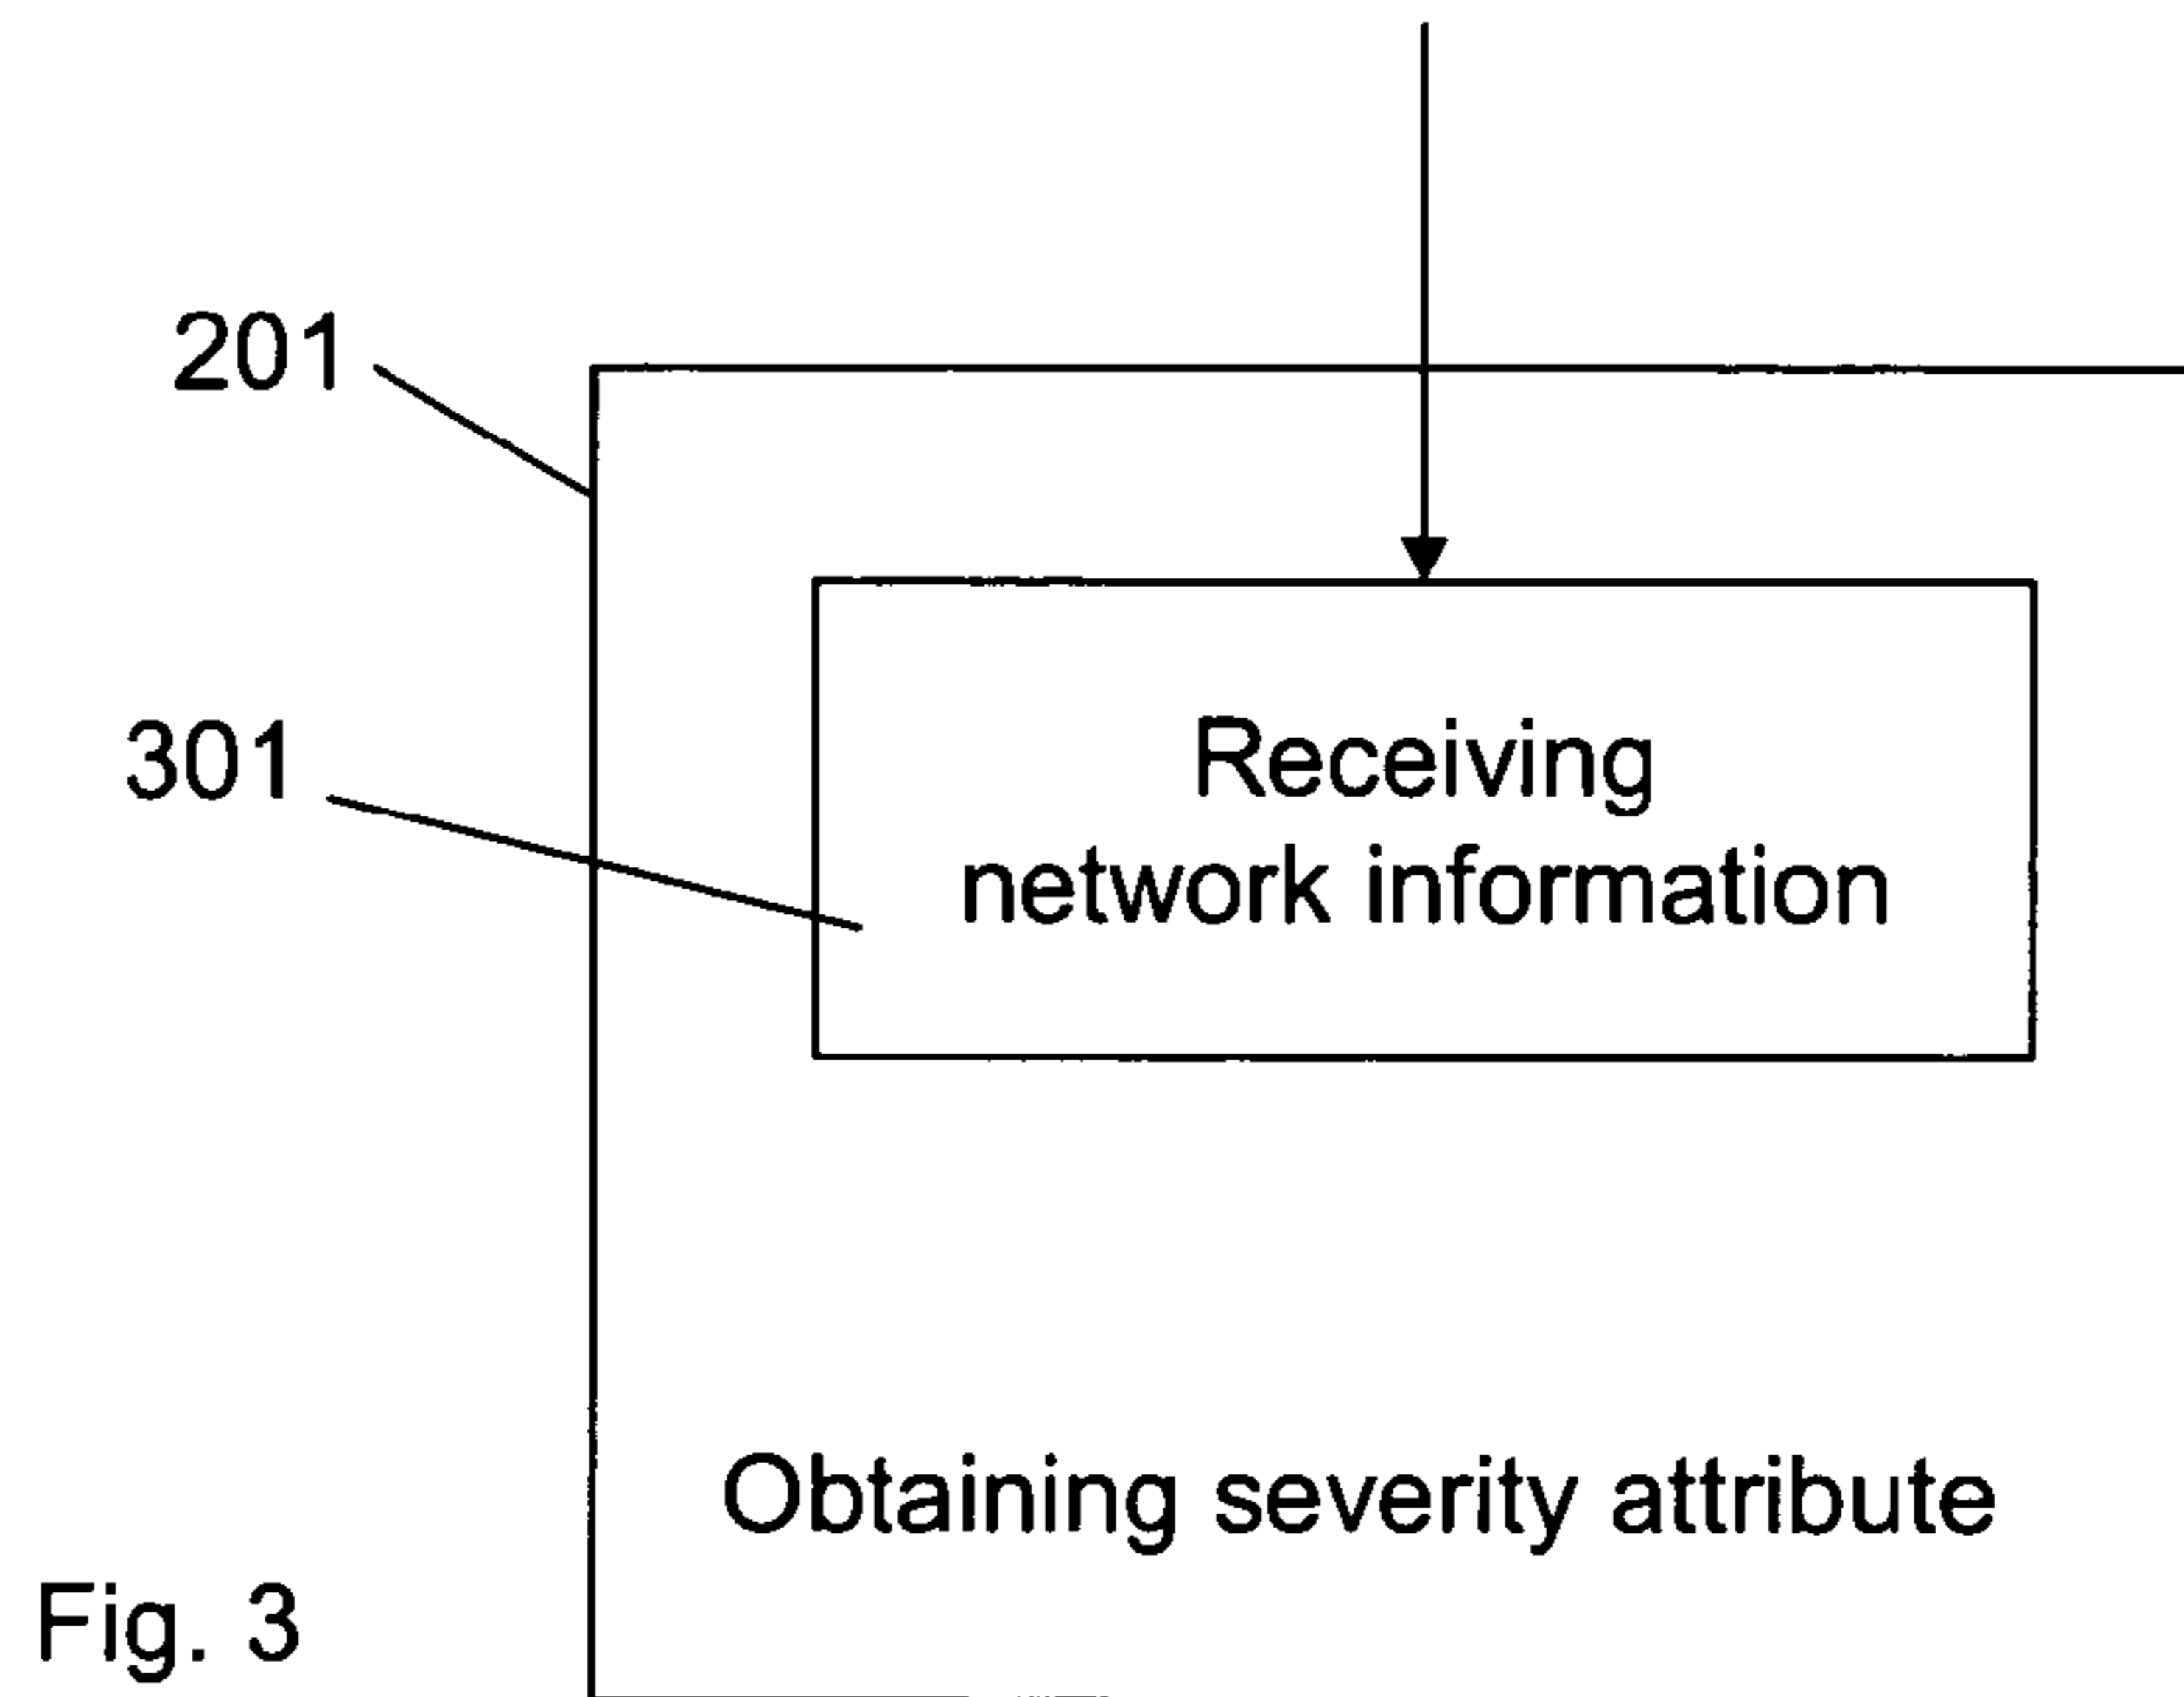 201
301
Receiving
network information
Obtaining severity attribute
Fig. 3